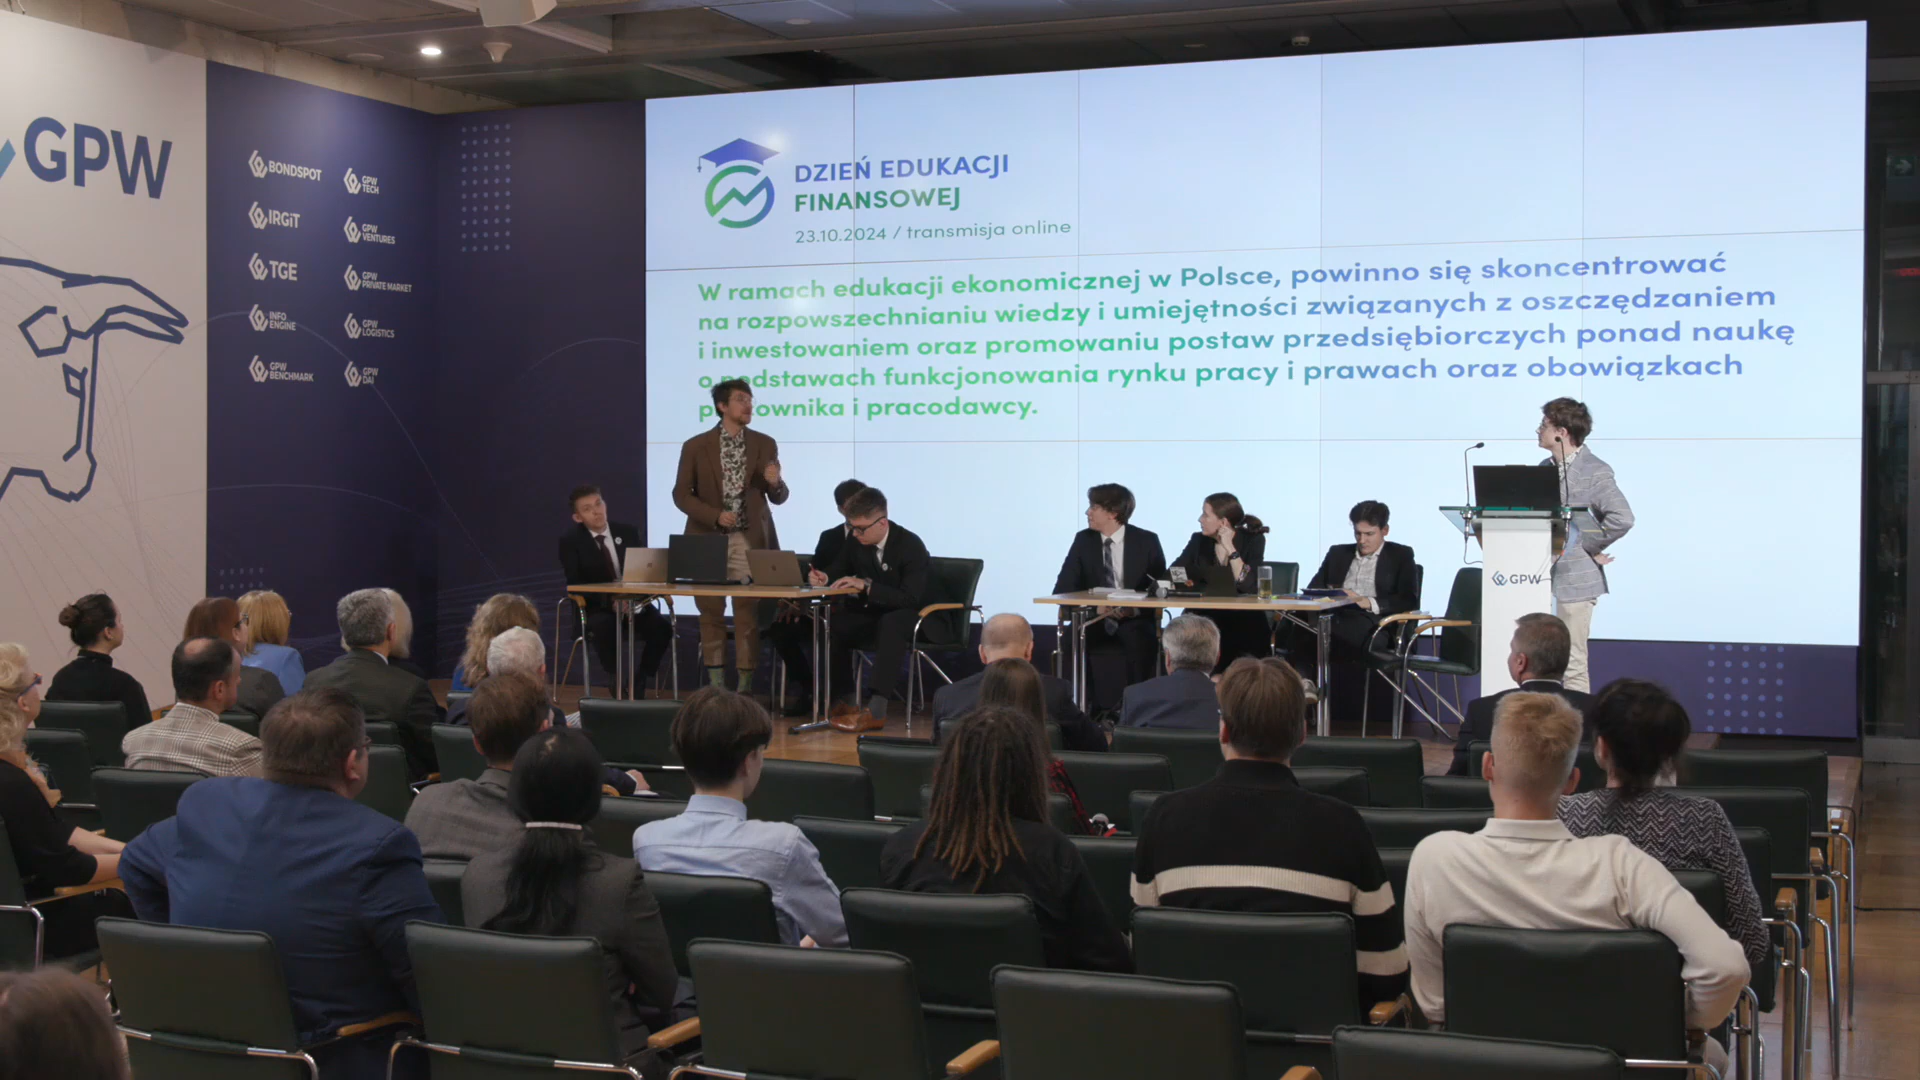 GPW
BONDSPOT
GPW TECH
IRGiT
GPW VENTURES
TGE
GPW PRIVATE MARKET
INFO ENGINE
GPW LOGISTICS
GPW BENCHMARK
GPW DAI
DZIEŃ EDUKACJI
FINANSOWEJ
23.10.2024 / transmisja online
W ramach edukacji ekonomicznej w Polsce, powinno się skoncentrować
na rozpowszechnianiu wiedzy i umiejętności związanych z oszczędzaniem
i inwestowaniem oraz promowaniu postaw przedsiębiorczych ponad naukę
o podstawach funkcjonowania rynku pracy i prawach oraz obowiązkach
pracownika i pracodawcy.
GPW